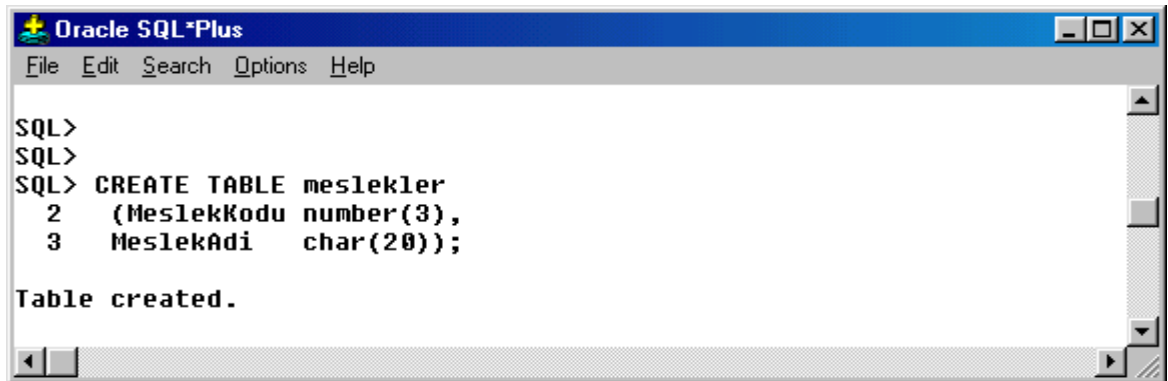 Oracle SQL*Plus
File Edit Search Options Help
SQL>
SQL>
SQL> CREATE TABLE meslekler
2 (MeslekKodu number(3),
3 MeslekAdi char(20));
Table created.